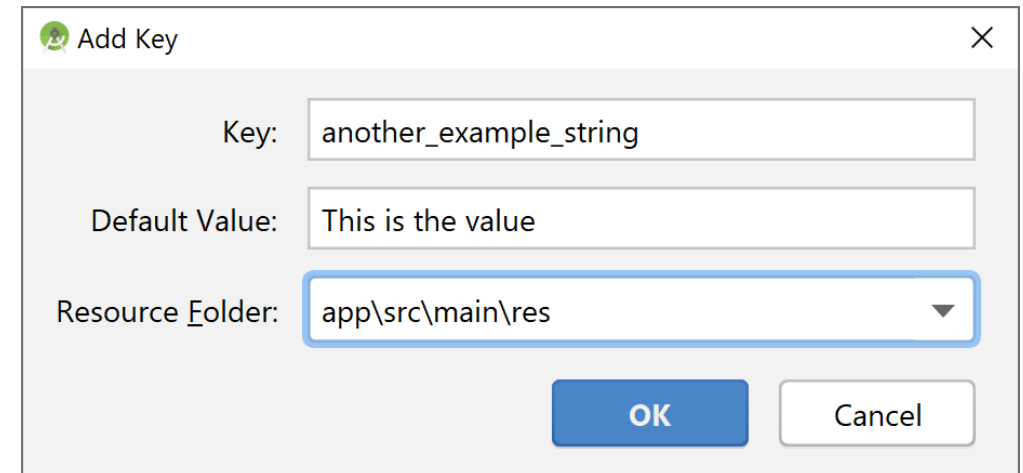 Add Key
Key: another_example_string
Default Value: This is the value
Resource Folder: app\src\main\res
OK Cancel